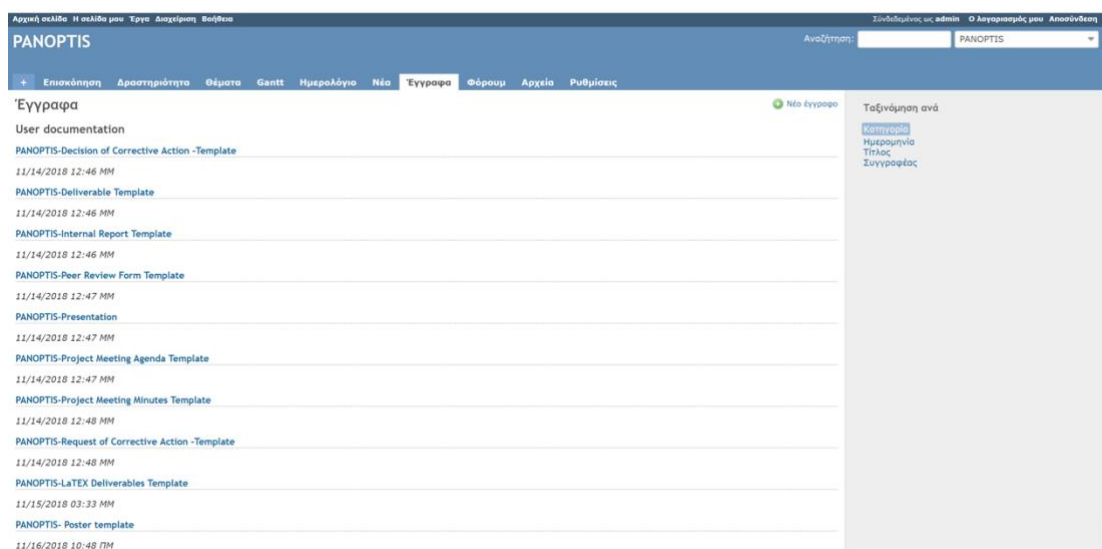 Αρχική σελίδα Η σελίδα μου Έργα Διαχείριση Βοήθεια
Συνδεδεμένος ως admin Ο λογαριασμός μου Αποσύνδεση
PANOPTIS
Αναζήτηση:
PANOPTIS
+ Επισκόπηση Δραστηριότητα Θέματα Gantt Ημερολόγιο Νέα Έγγραφα Φόρουμ Αρχεία Ρυθμίσεις
Έγγραφα
Νέο έγγραφο
User documentation
PANOPTIS-Decision of Corrective Action -Template
11/14/2018 12:46 ΜΜ
PANOPTIS-Deliverable Template
11/14/2018 12:46 ΜΜ
PANOPTIS-Internal Report Template
11/14/2018 12:46 ΜΜ
PANOPTIS-Peer Review Form Template
11/14/2018 12:47 ΜΜ
PANOPTIS-Presentation
11/14/2018 12:47 ΜΜ
PANOPTIS-Project Meeting Agenda Template
11/14/2018 12:47 ΜΜ
PANOPTIS-Project Meeting Minutes Template
11/14/2018 12:48 ΜΜ
PANOPTIS-Request of Corrective Action -Template
11/14/2018 12:48 ΜΜ
PANOPTIS-LaTEX Deliverables Template
11/15/2018 03:33 ΜΜ
PANOPTIS- Poster template
11/16/2018 10:48 ΠΜ
Ταξινόμηση ανά
Κατηγορία
Ημερομηνία
Τίτλος
Συγγραφέας